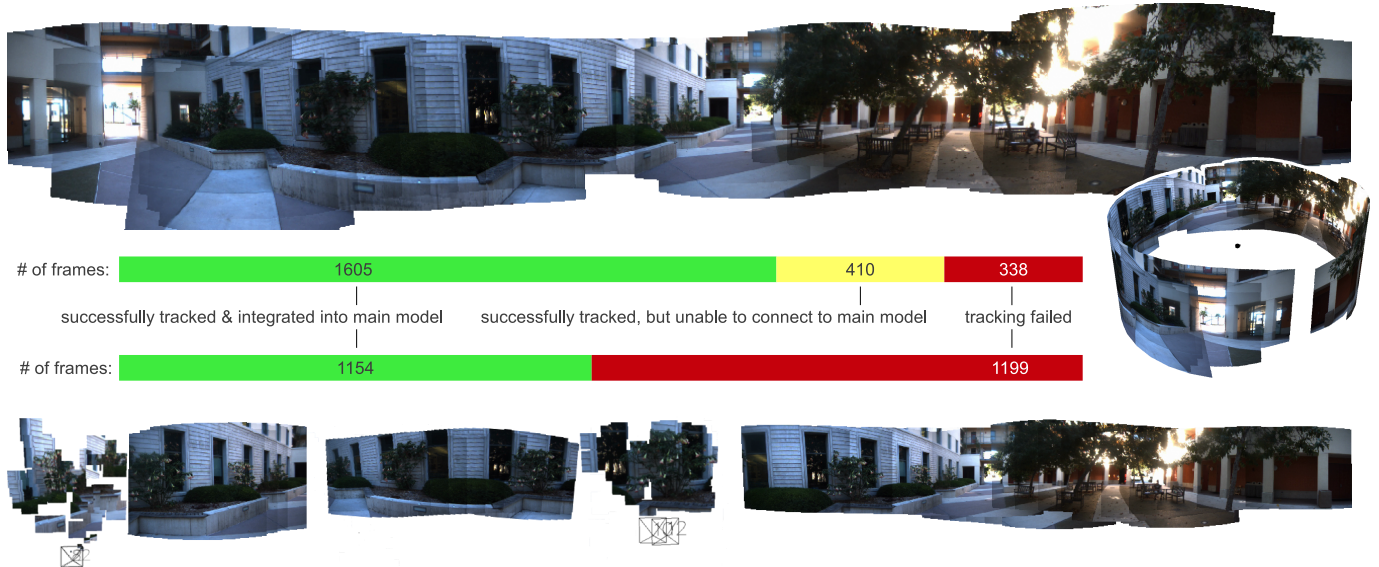 # of frames: 1605 410 338
successfully tracked & integrated into main model successfully tracked, but unable to connect to main model tracking failed
# of frames: 1154 1199